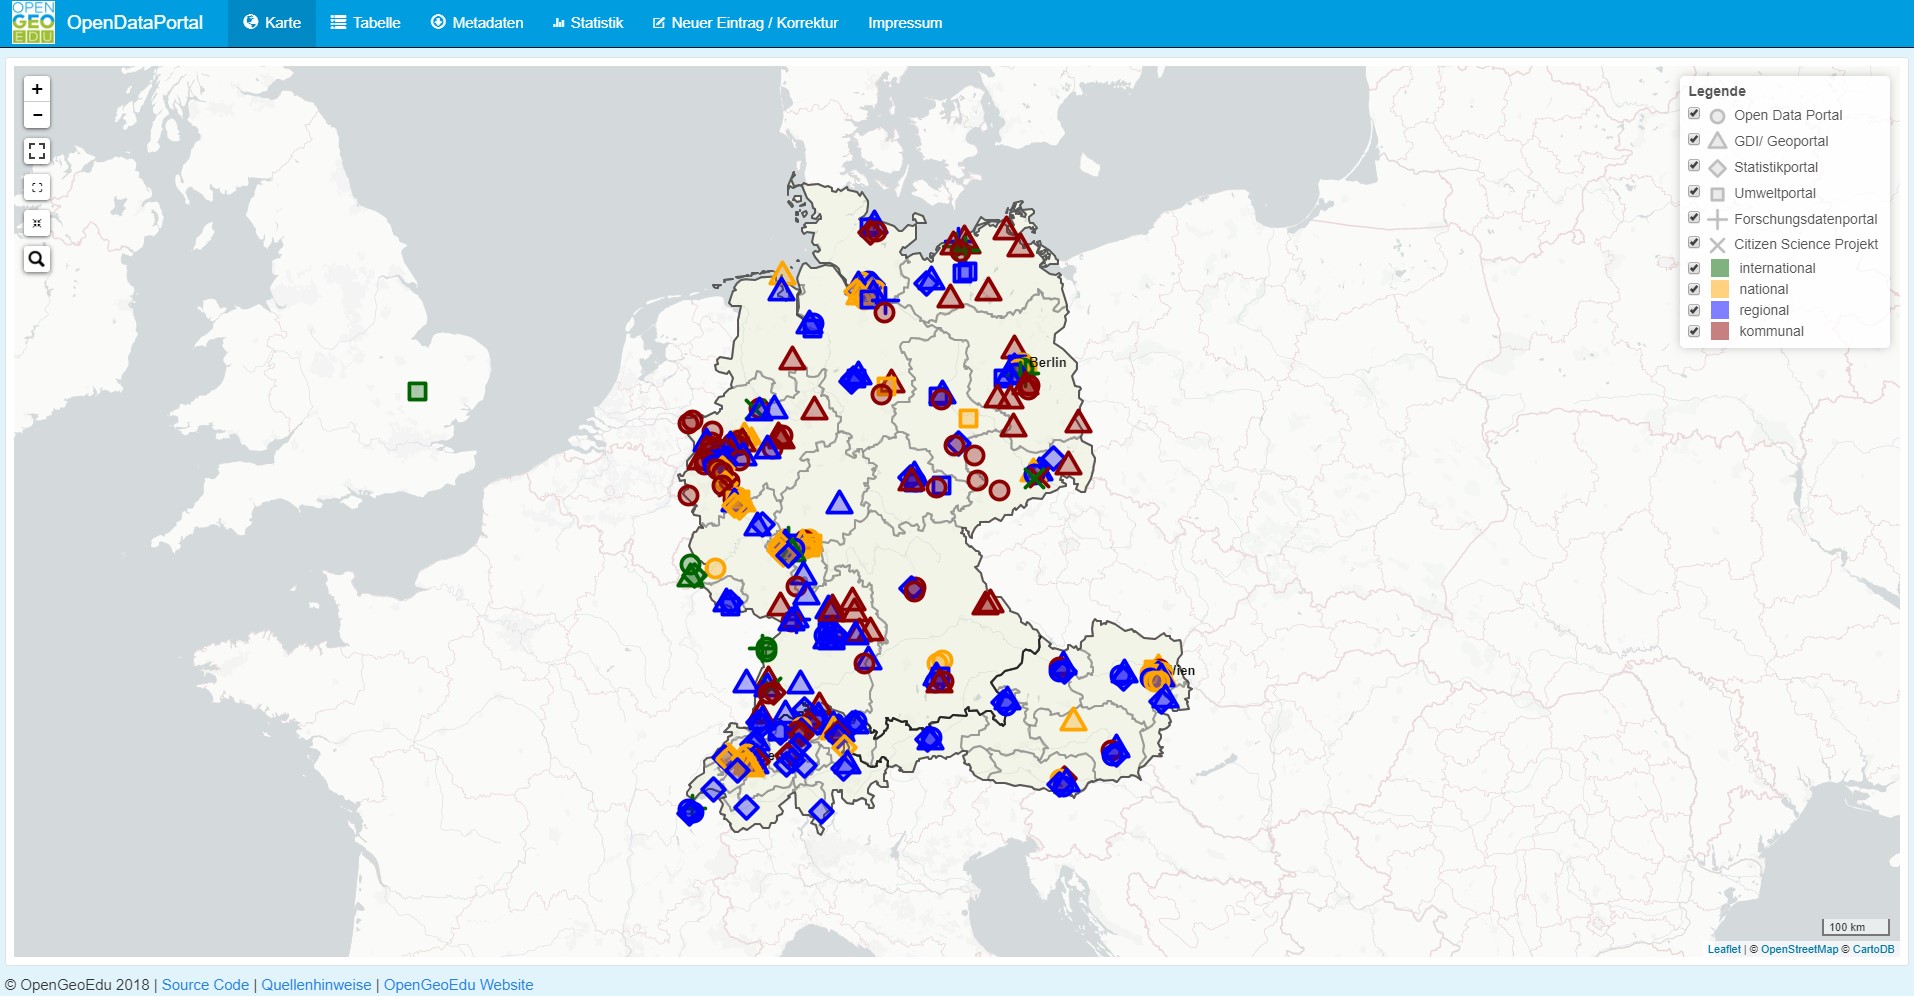 OPEN
GEO
EDU
OpenDataPortal
Karte
Tabelle
Metadaten
Statistik
Neuer Eintrag / Korrektur
Impressum
+
−
Legende
Open Data Portal
GDI/ Geoportal
Statistikportal
Umweltportal
Forschungsdatenportal
Citizen Science Projekt
international
national
regional
kommunal
Berlin
100 km
Leaflet | © OpenStreetMap © CartoDB
© OpenGeoEdu 2018 | Source Code | Quellenhinweise | OpenGeoEdu Website